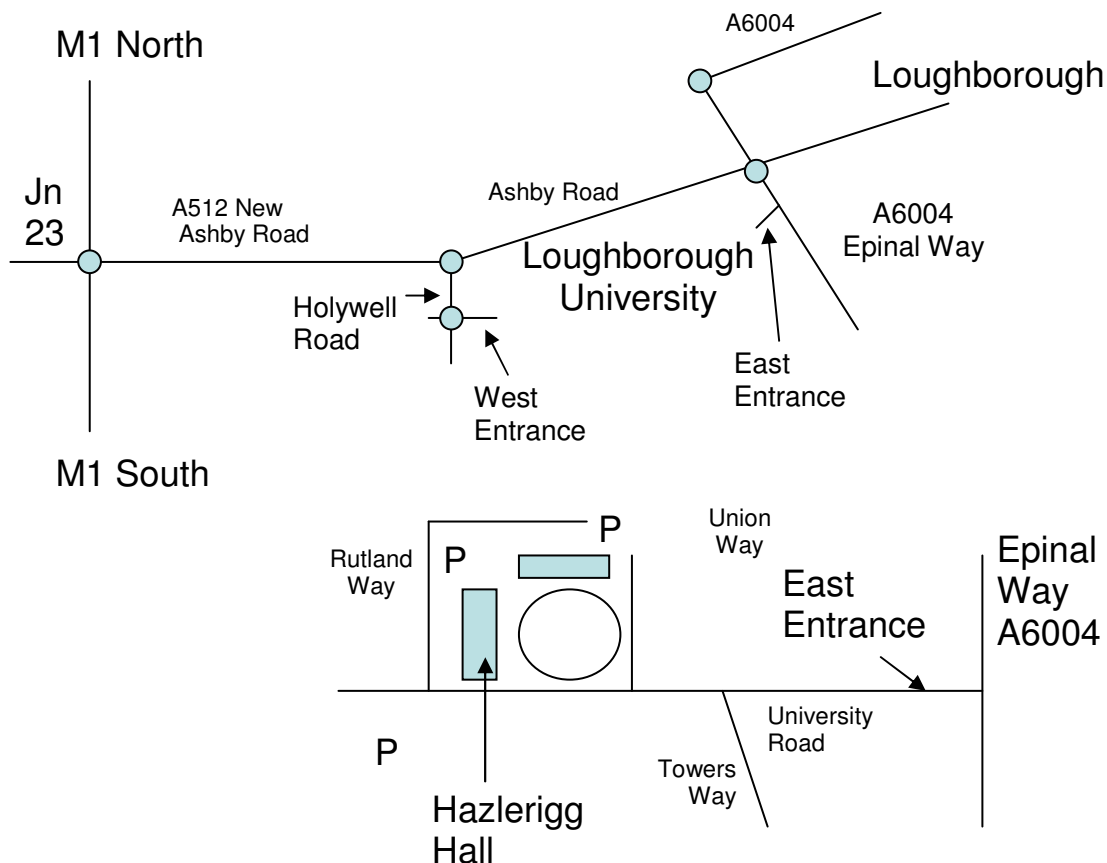 A6004
M1 North
Loughborough
Jn
23
A512 New
Ashby Road
Ashby Road
A6004
Epinal Way
Loughborough
University
Holywell
Road
East
Entrance
West
Entrance
M1 South
Union
Way
P
P
Rutland
Way
Epinal
Way
A6004
East
Entrance
University
Road
P
Towers
Way
Hazlerigg
Hall